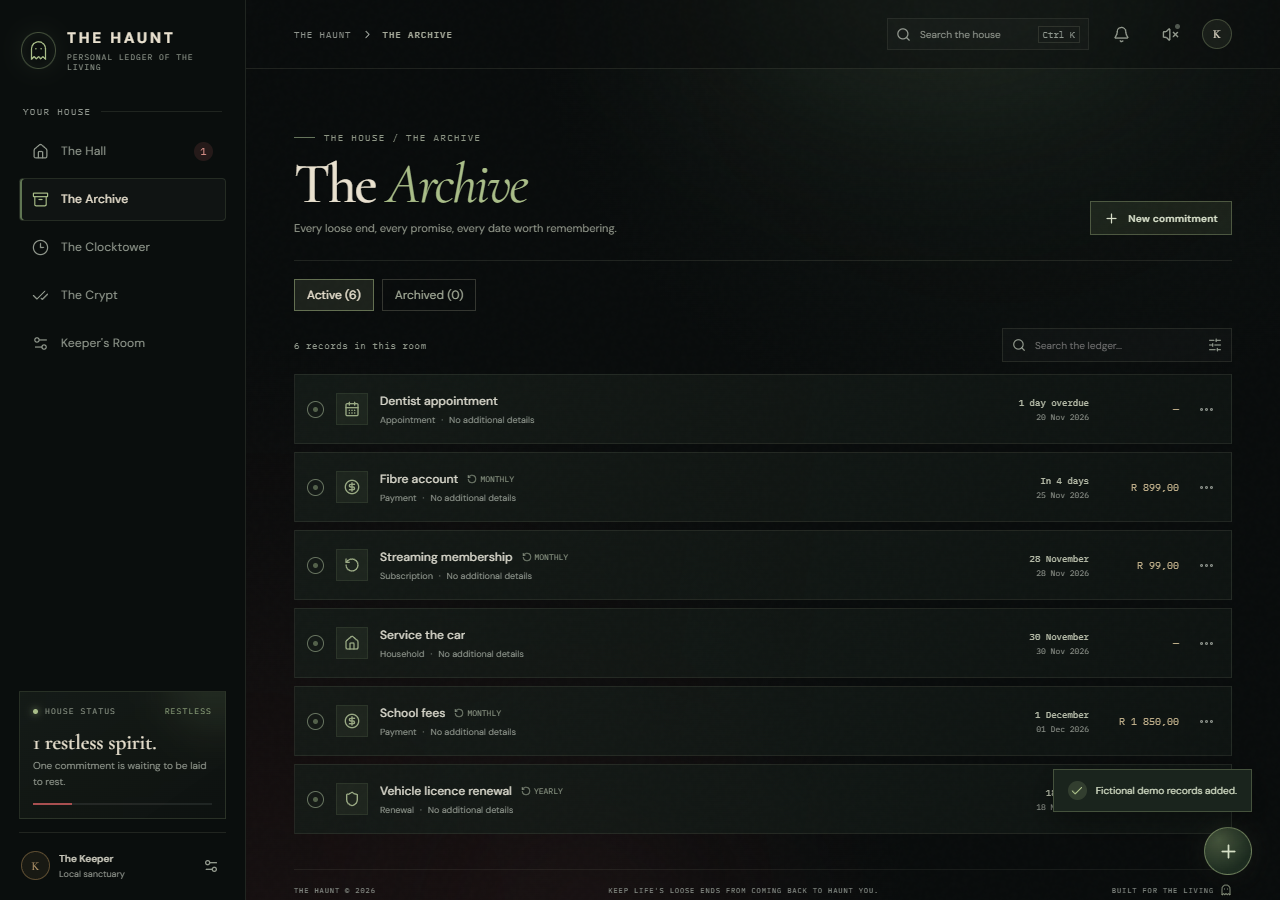 THE HAUNT
PERSONAL LEDGER OF THE
LIVING
YOUR HOUSE
The Hall 1
The Archive
The Clocktower
The Crypt
Keeper's Room
HOUSE STATUS RESTLESS
1 restless spirit.
One commitment is waiting to be laid
to rest.
K The Keeper
Local sanctuary
THE HAUNT THE ARCHIVE
Search the house Ctrl K
K
THE HOUSE / THE ARCHIVE
The Archive
Every loose end, every promise, every date worth remembering.
New commitment
Active (6) Archived (0)
6 records in this room
Search the ledger...
Dentist appointment 1 day overdue
Appointment · No additional details 20 Nov 2026 —
Fibre account MONTHLY In 4 days
Payment · No additional details 25 Nov 2026 R 899,00
Streaming membership MONTHLY 28 November
Subscription · No additional details 28 Nov 2026 R 99,00
Service the car 30 November
Household · No additional details 30 Nov 2026 —
School fees MONTHLY 1 December
Payment · No additional details 01 Dec 2026 R 1 850,00
Vehicle licence renewal YEARLY
Renewal · No additional details 18
Fictional demo records added.
THE HAUNT © 2026 KEEP LIFE'S LOOSE ENDS FROM COMING BACK TO HAUNT YOU. BUILT FOR THE LIVING